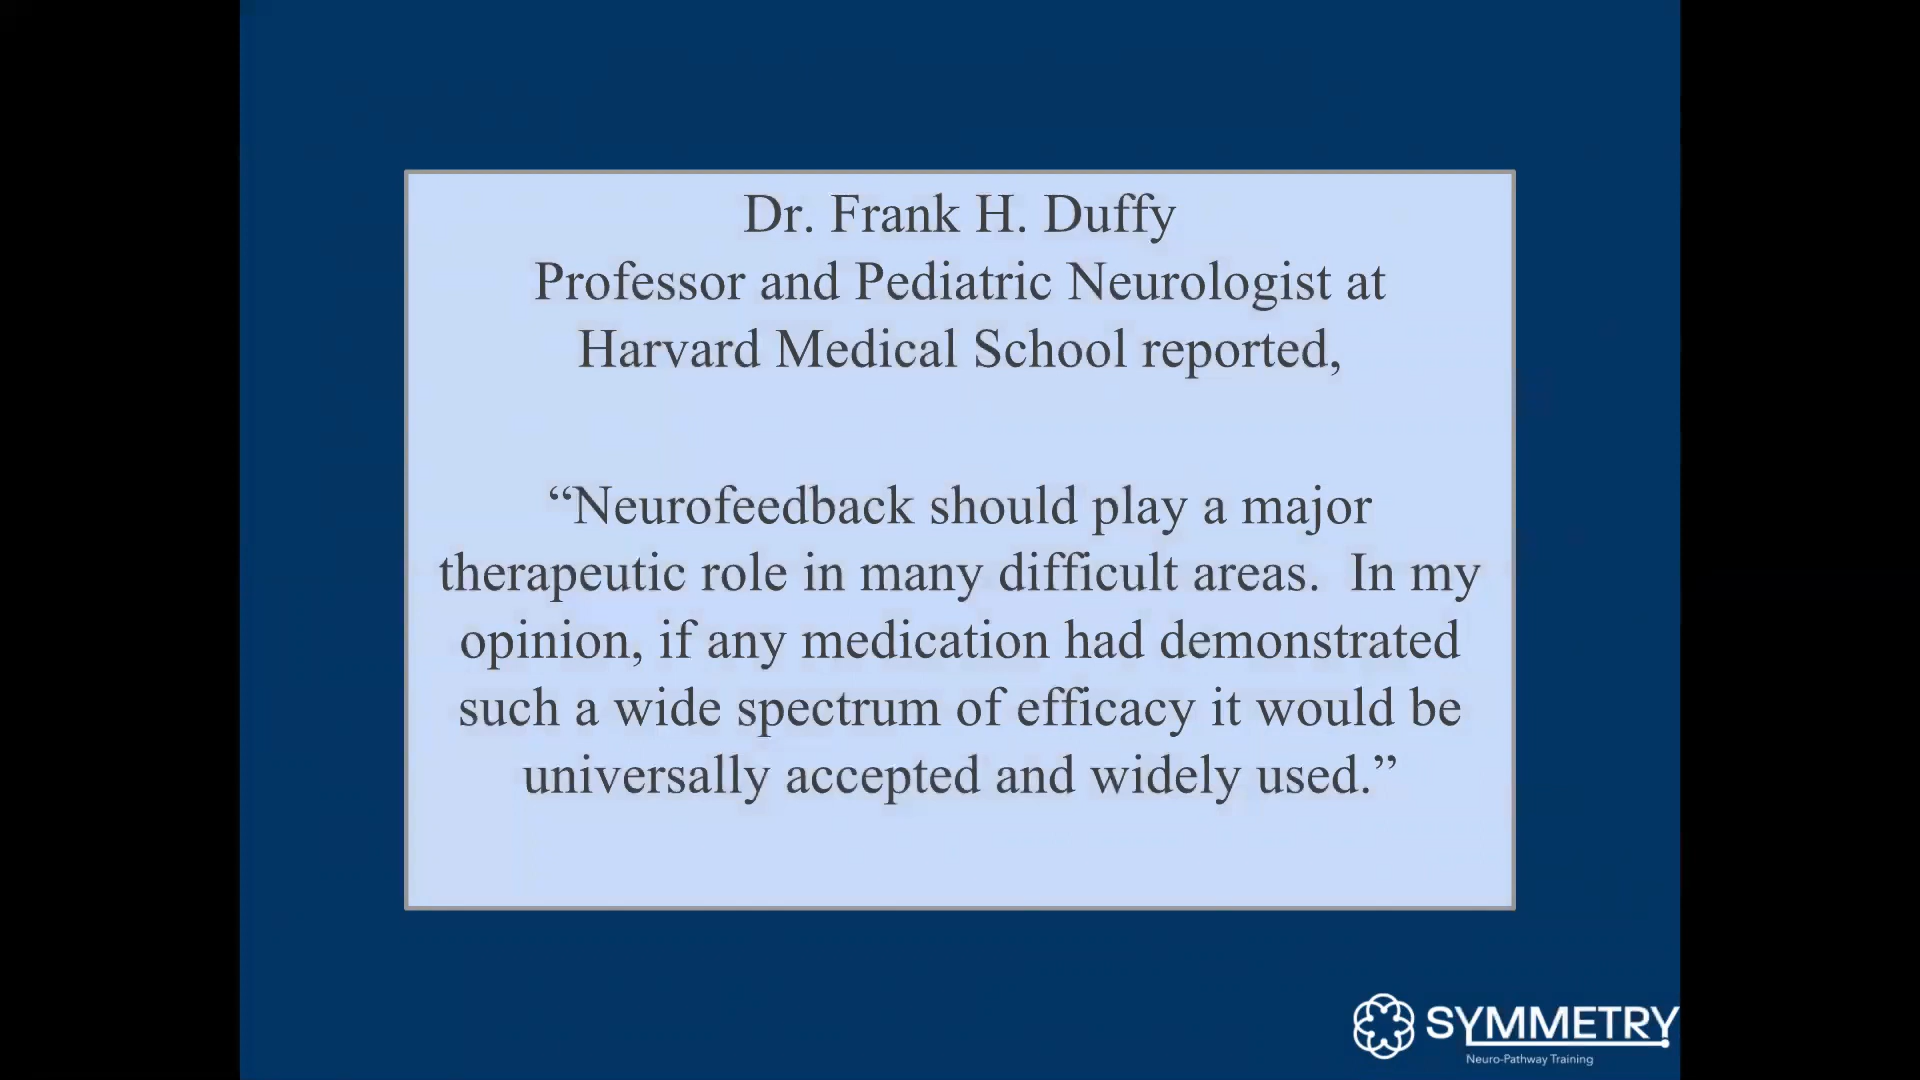 Dr. Frank H. Duffy
Professor and Pediatric Neurologist at
Harvard Medical School reported,
“Neurofeedback should play a major
therapeutic role in many difficult areas.  In my
opinion, if any medication had demonstrated
such a wide spectrum of efficacy it would be
universally accepted and widely used.”
SYMMETRY
Neuro-Pathway Training